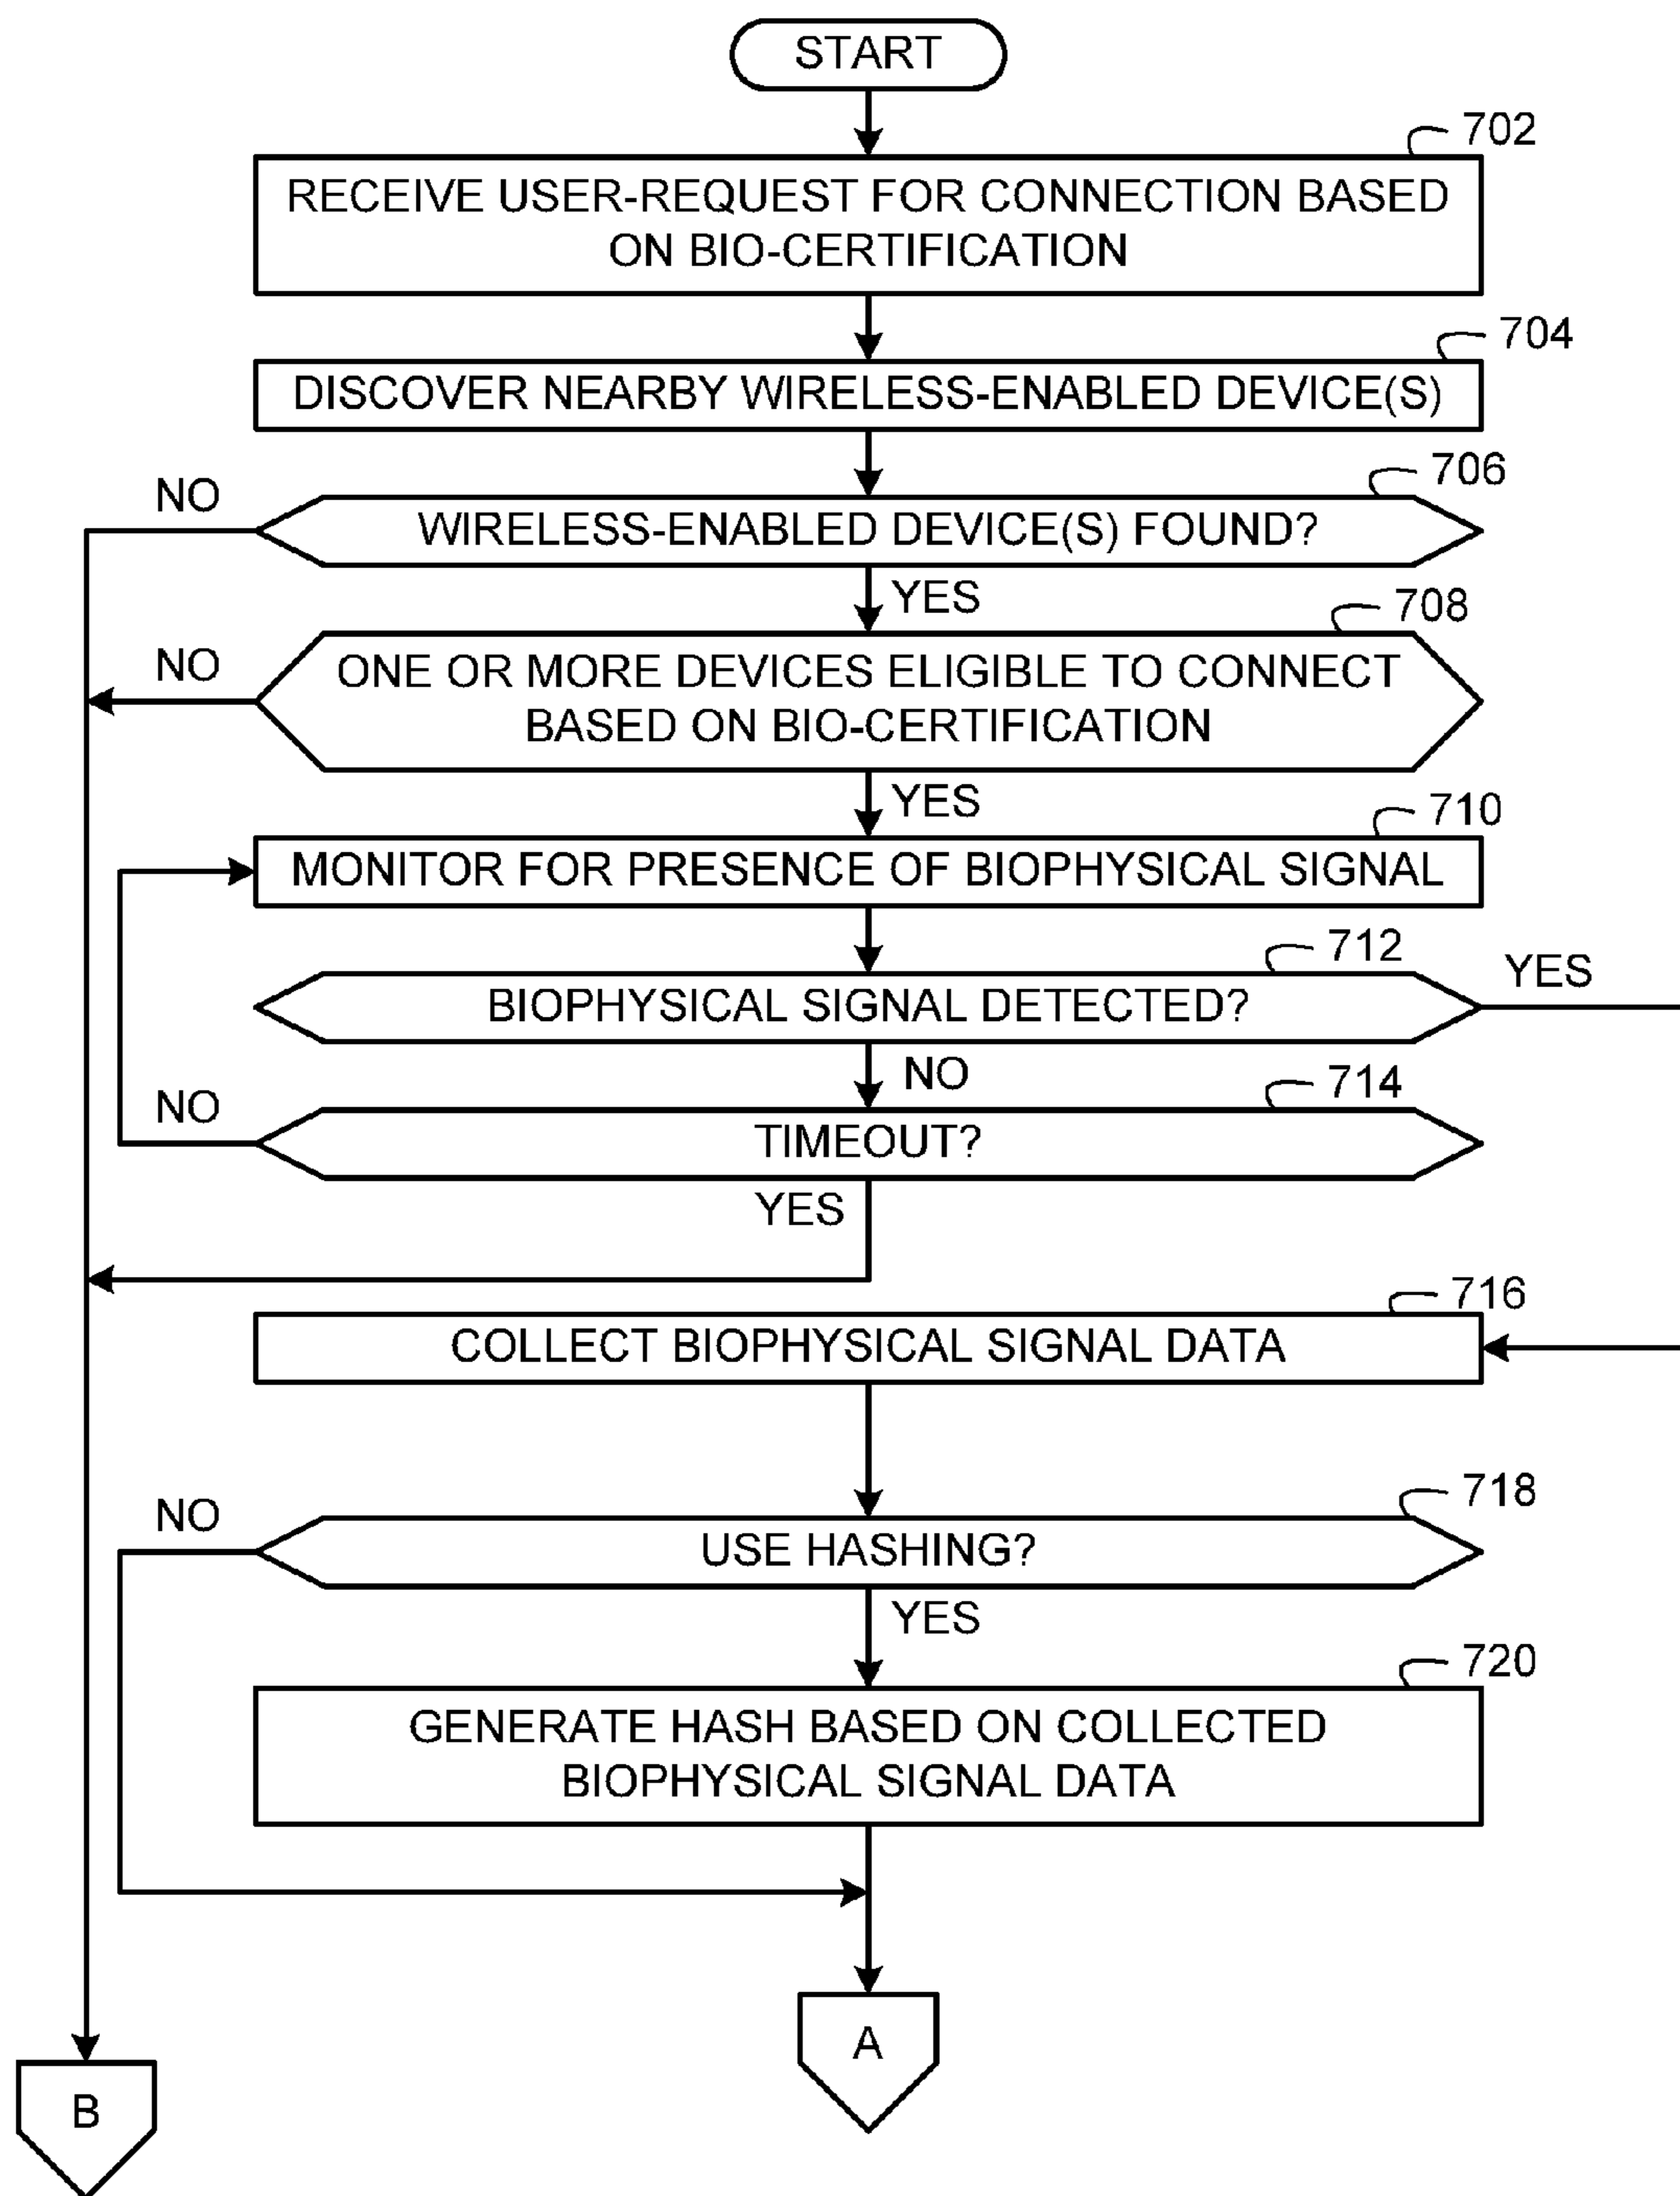 START
702
RECEIVE USER-REQUEST FOR CONNECTION BASED
ON BIO-CERTIFICATION
704
DISCOVER NEARBY WIRELESS-ENABLED DEVICE(S)
706
NO
WIRELESS-ENABLED DEVICE(S) FOUND?
YES
708
NO
ONE OR MORE DEVICES ELIGIBLE TO CONNECT
BASED ON BIO-CERTIFICATION
YES
710
MONITOR FOR PRESENCE OF BIOPHYSICAL SIGNAL
712
YES
BIOPHYSICAL SIGNAL DETECTED?
NO
714
NO
TIMEOUT?
YES
716
COLLECT BIOPHYSICAL SIGNAL DATA
718
NO
USE HASHING?
YES
720
GENERATE HASH BASED ON COLLECTED
BIOPHYSICAL SIGNAL DATA
A
B